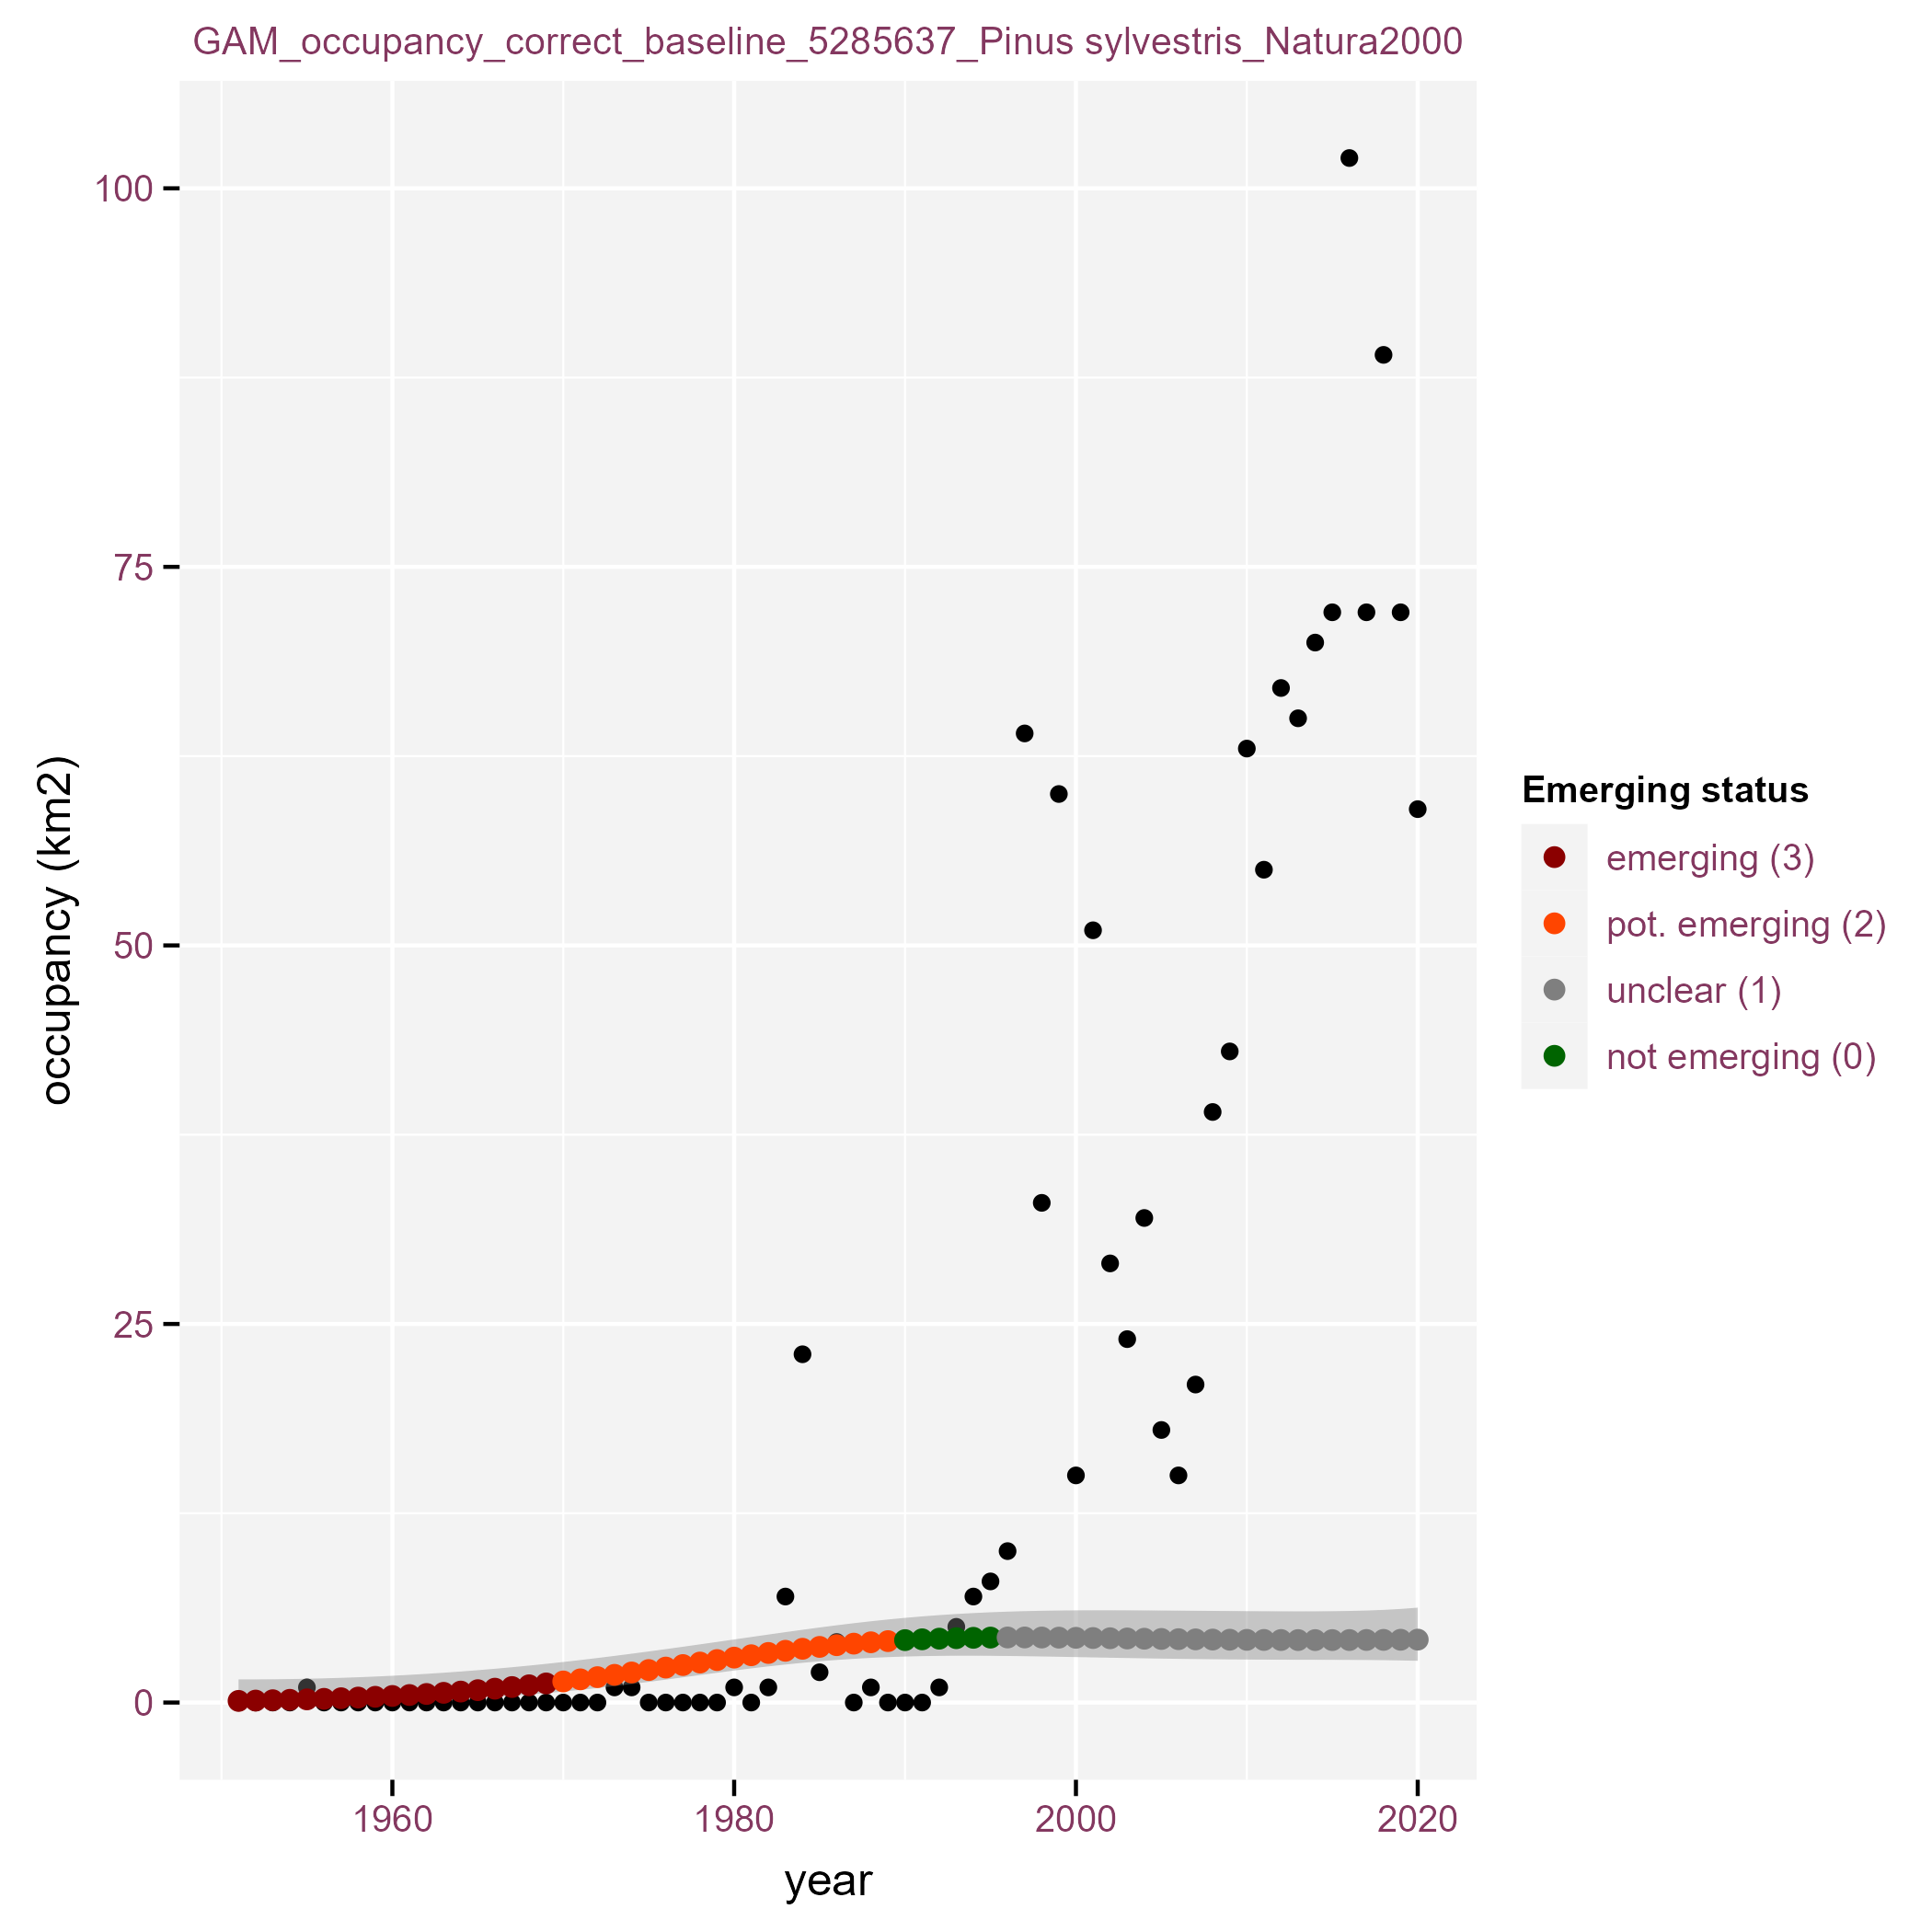 GAM_occupancy_correct_baseline_5285637_Pinus sylvestris_Natura2000
100
75
50
25
0
occupancy (km2)
1960
1980
2000
2020
year
Emerging status
emerging (3)
pot. emerging (2)
unclear (1)
not emerging (0)